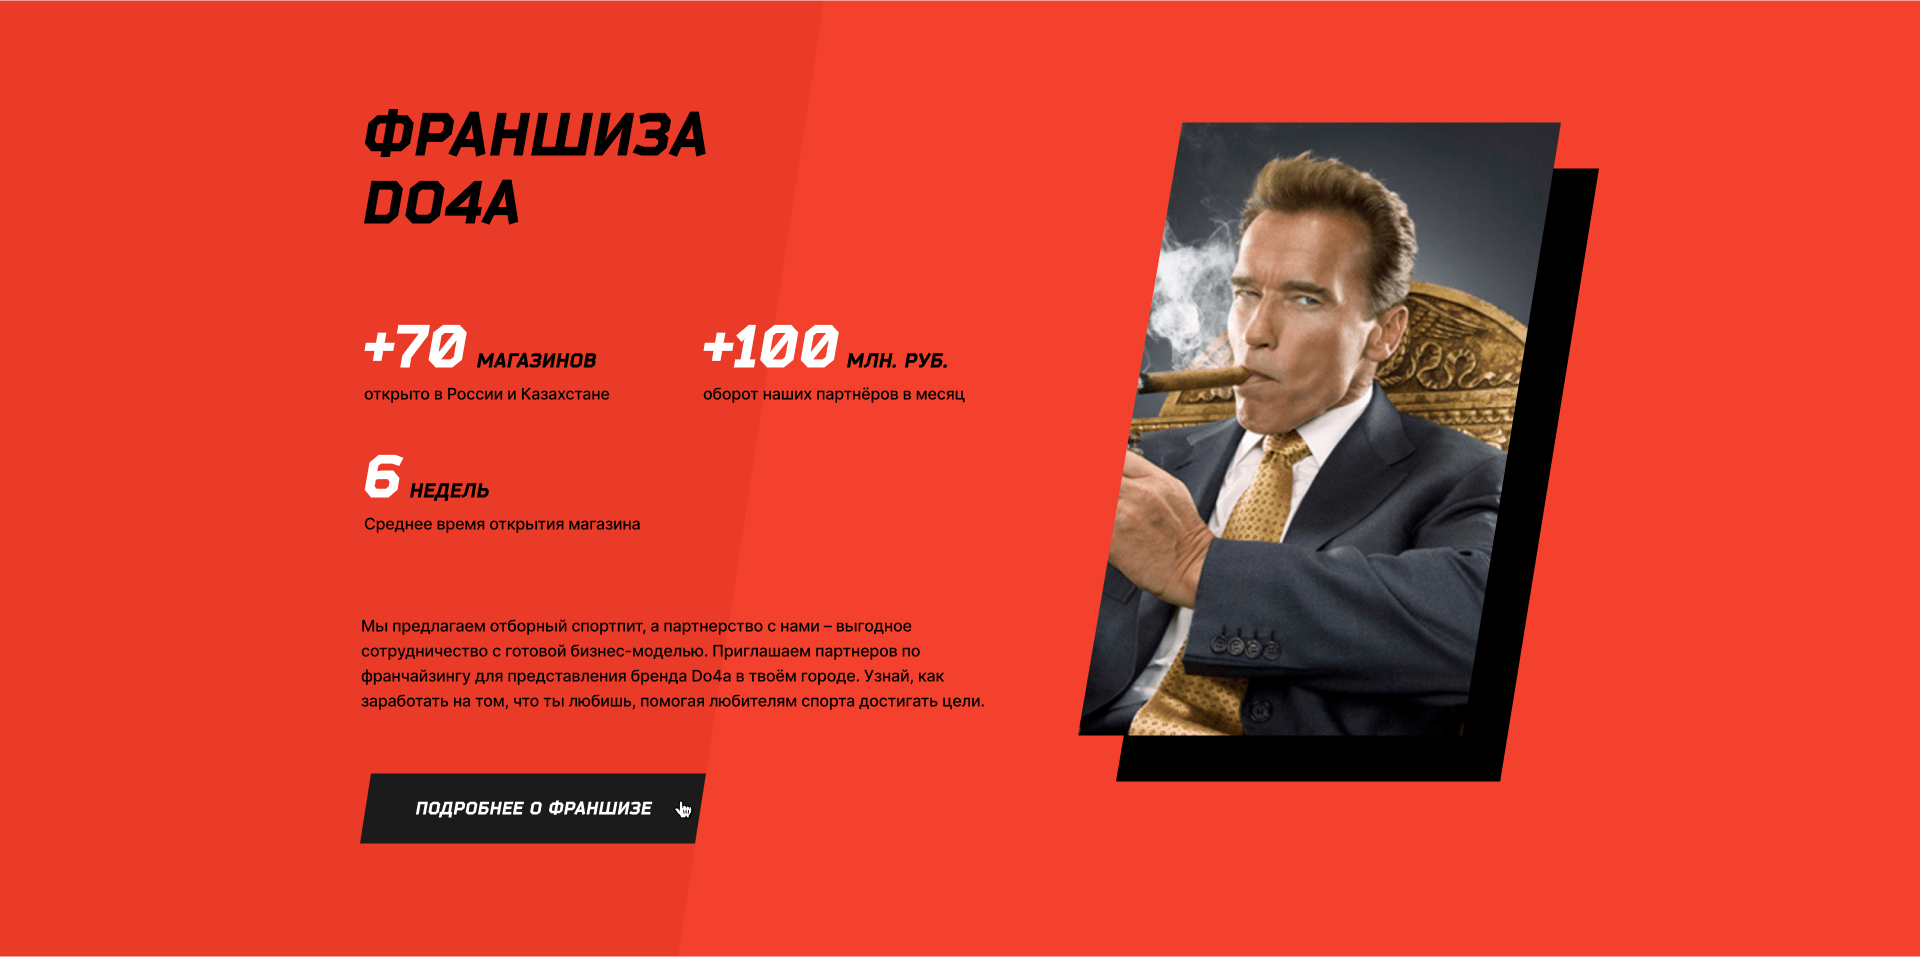 ФРАНШИЗА
DO4A
+70 МАГАЗИНОВ
открыто в России и Казахстане
+100 МЛН. РУБ.
оборот наших партнёров в месяц
6 НЕДЕЛЬ
Среднее время открытия магазина
Мы предлагаем отборный спортпит, а партнерство с нами – выгодное
сотрудничество с готовой бизнес-моделью. Приглашаем партнеров по
франчайзингу для представления бренда Do4a в твоём городе. Узнай, как
заработать на том, что ты любишь, помогая любителям спорта достигать цели.
ПОДРОБНЕЕ О ФРАНШИЗЕ